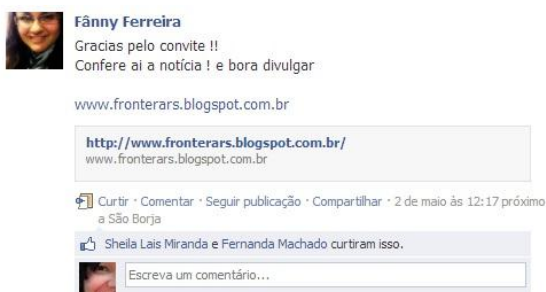 Fânny Ferreira
Gracias pelo convite !!
Confere ai a notícia ! e bora divulgar
www.fronterars.blogspot.com.br
http://www.fronterars.blogspot.com.br/
www.fronterars.blogspot.com.br
Curtir · Comentar · Seguir publicação · Compartilhar · 2 de maio às 12:17 próximo
a São Borja
Sheila Lais Miranda e Fernanda Machado curtiram isso.
Escreva um comentário...